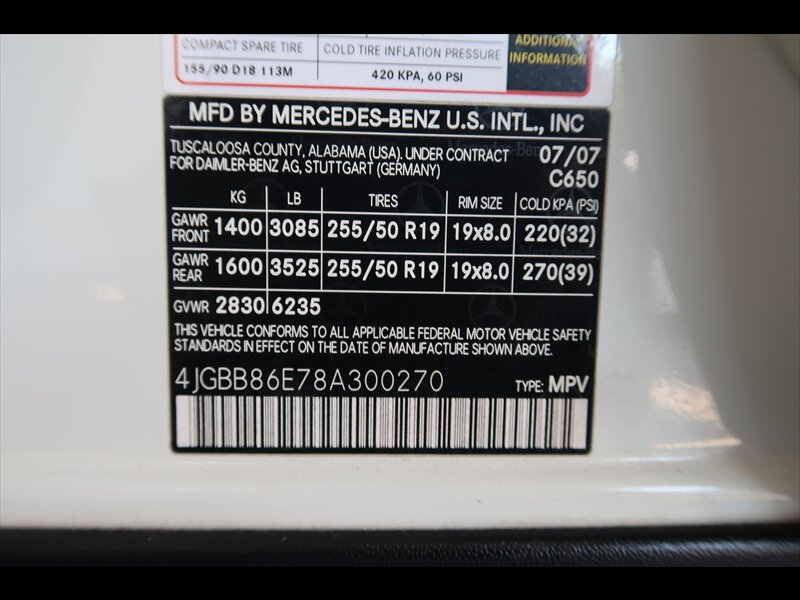 COMPACT SPARE TIRE COLD TIRE INFLATION PRESSURE ADDITIONAL
155/90 D18 113M 420 KPA, 60 PSI INFORMATION
MFD BY MERCEDES-BENZ U.S. INTL., INC
TUSCALOOSA COUNTY, ALABAMA (USA). UNDER CONTRACT 07/07
FOR DAIMLER-BENZ AG, STUTTGART (GERMANY) C650
KG LB TIRES RIM SIZE COLD KPA (PSI)
GAWR FRONT 1400 3085 255/50 R19 19x8.0 220(32)
GAWR REAR 1600 3525 255/50 R19 19x8.0 270(39)
GVWR 2830 6235
THIS VEHICLE CONFORMS TO ALL APPLICABLE FEDERAL MOTOR VEHICLE SAFETY
STANDARDS IN EFFECT ON THE DATE OF MANUFACTURE SHOWN ABOVE.
4JGBB86E78A300270 TYPE: MPV